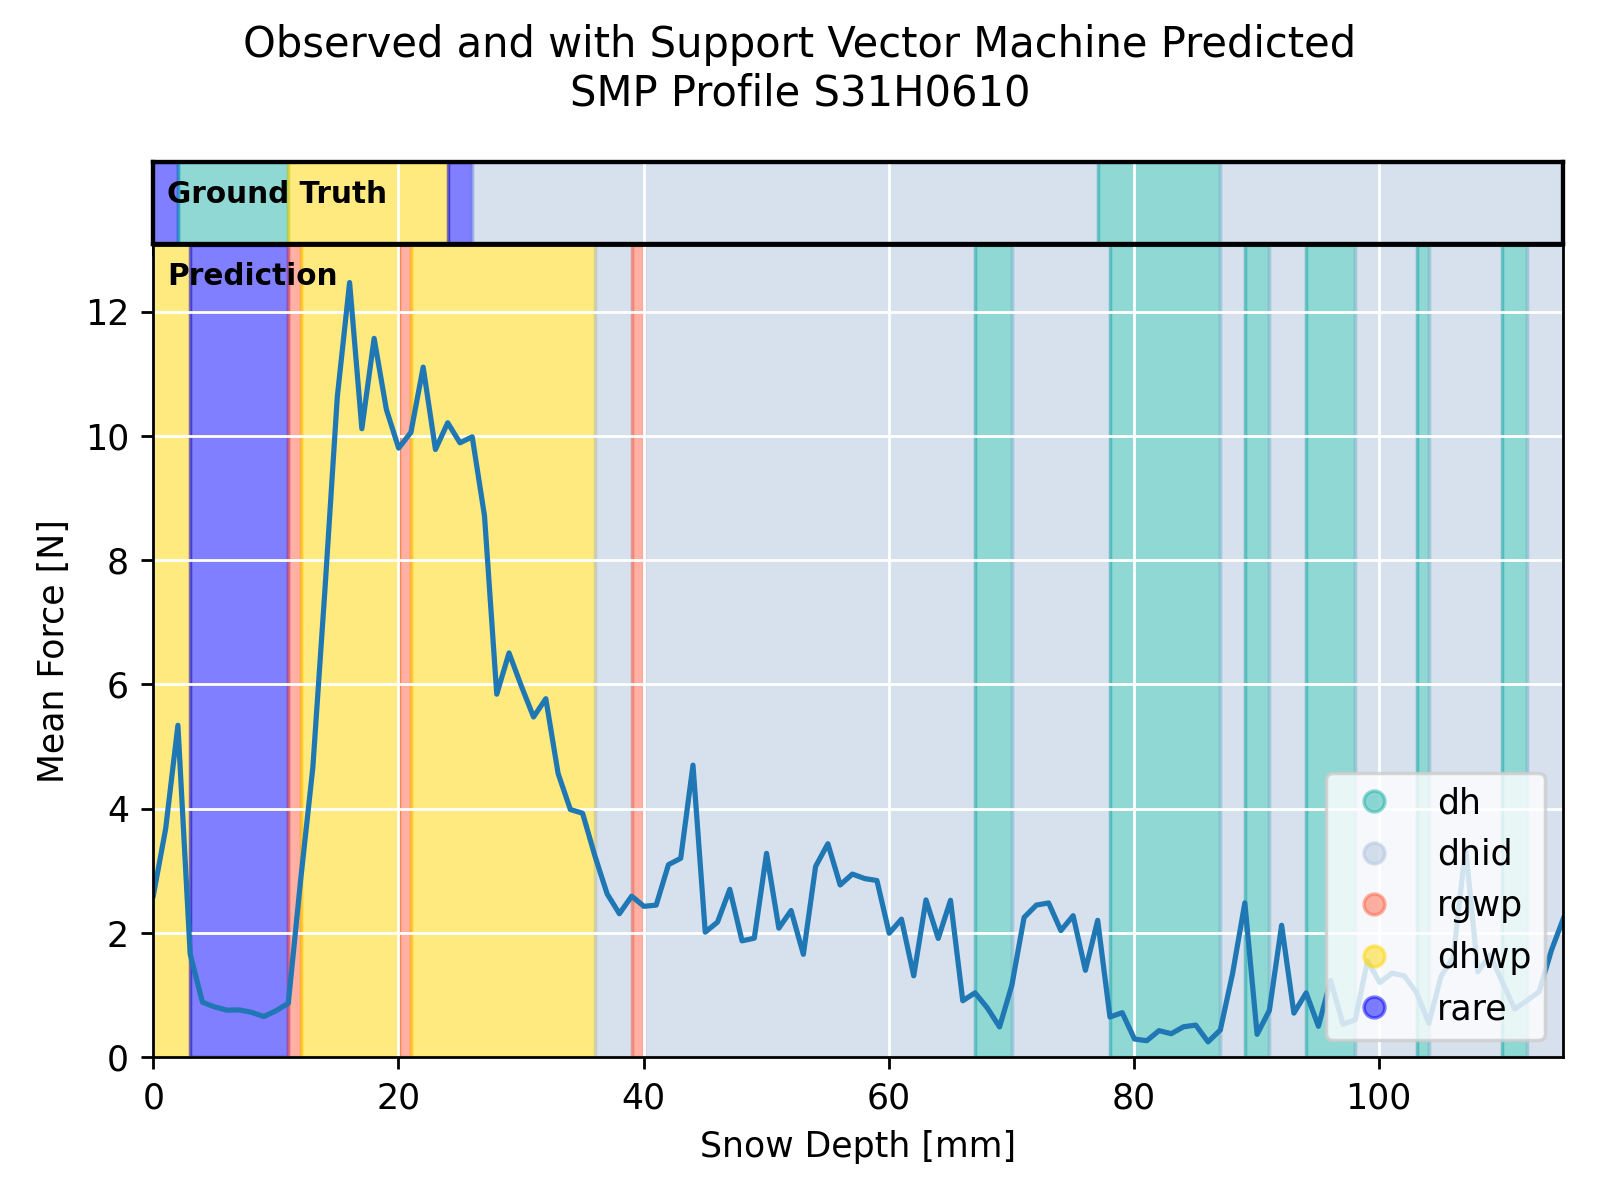 Observed and with Support Vector Machine Predicted
SMP Profile S31H0610
Ground Truth
Prediction
12
10
8
6
4
2
0
Mean Force [N]
dh
dhid
rgwp
dhwp
rare
0 20 40 60 80 100
Snow Depth [mm]